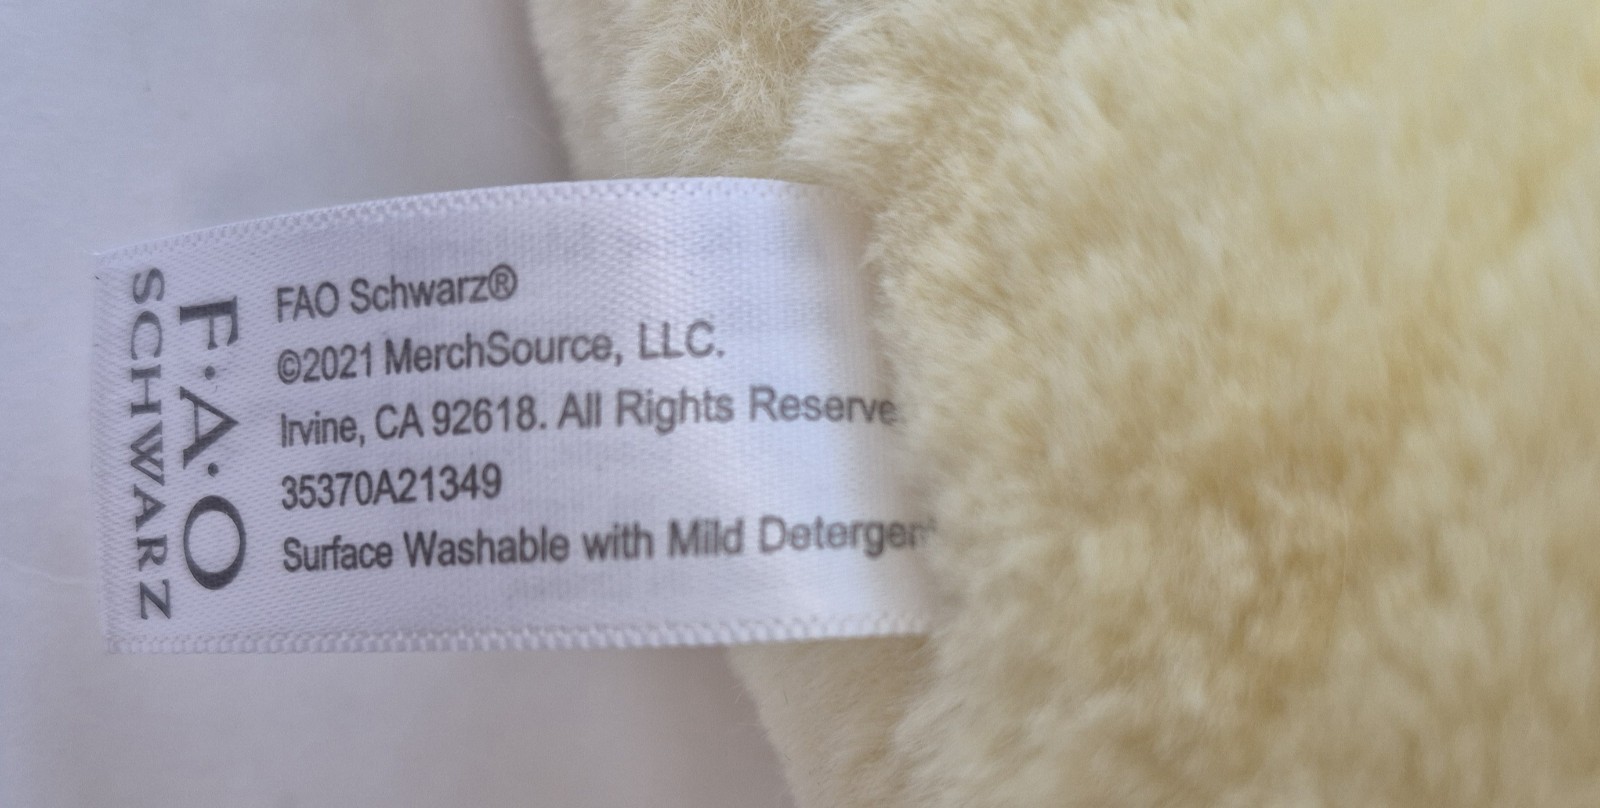 F·A·O
SCHWARZ
FAO Schwarz®
©2021 MerchSource, LLC.
Irvine, CA 92618. All Rights Reserve
35370A21349
Surface Washable with Mild Detergen